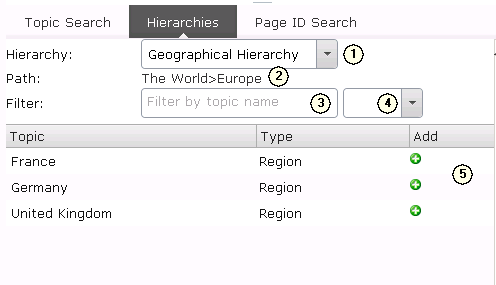 Topic Search Hierarchies Page ID Search
Hierarchy: Geographical Hierarchy 1
Path: The World>Europe 2
Filter: Filter by topic name 3 4
Topic Type Add
France Region
Germany Region 5
United Kingdom Region